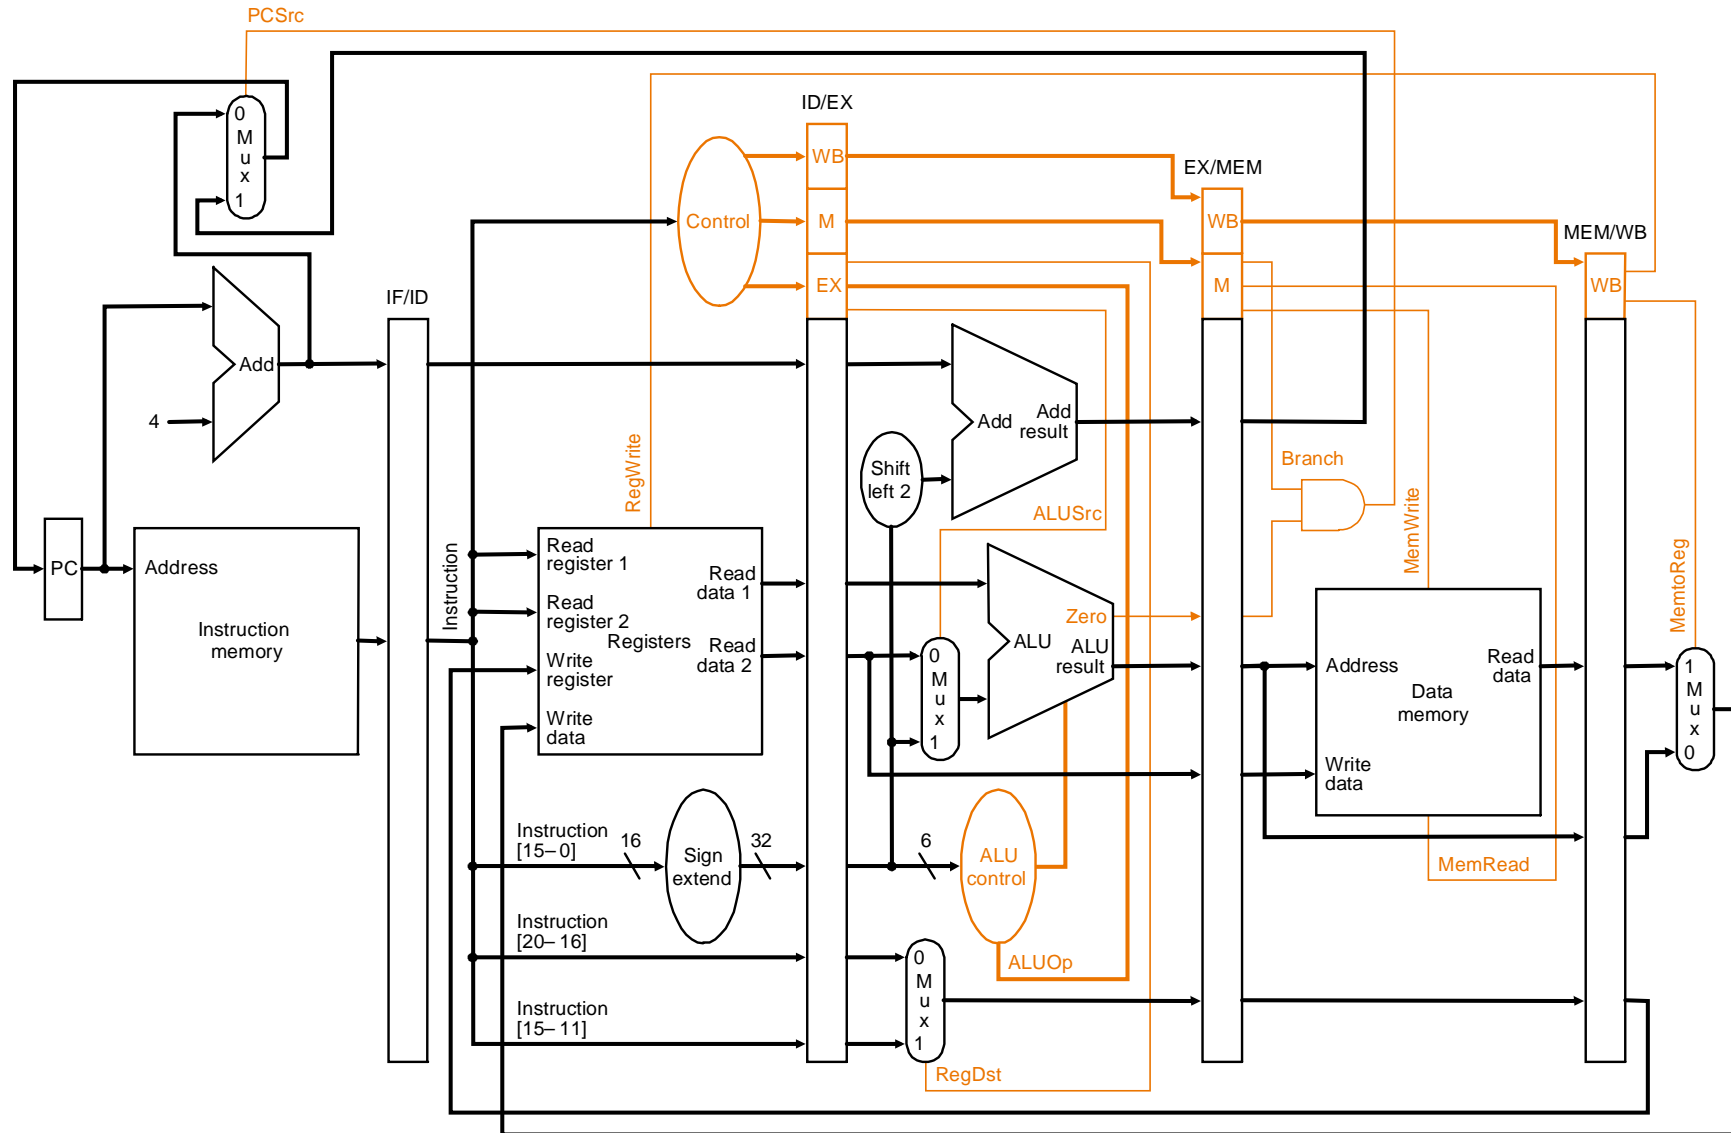 PCSrc
0
M
u
x
1
ID/EX
WB
M
EX
Control
EX/MEM
WB
M
MEM/WB
WB
IF/ID
Add
4
RegWrite
Add
Add
result
Shift
left 2
ALUSrc
Branch
MemWrite
MemtoReg
PC
Address
Instruction
memory
Instruction
Read
register 1
Read
register 2
Registers
Write
register
Write
data
Read
data 1
Read
data 2
0
M
u
x
1
Zero
ALU
ALU
result
Address
Read
data
Data
memory
Write
data
1
M
u
x
0
Instruction
[15– 0]
16
Sign
extend
32
6
ALU
control
MemRead
Instruction
[20– 16]
ALUOp
0
M
u
x
1
Instruction
[15– 11]
RegDst